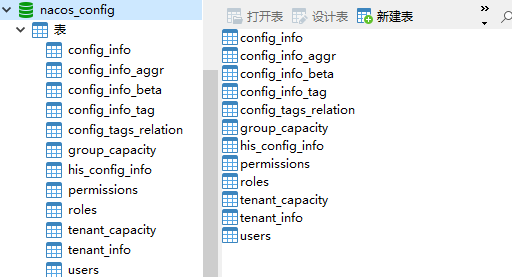 nacos_config
表
config_info
config_info_aggr
config_info_beta
config_info_tag
config_tags_relation
group_capacity
his_config_info
permissions
roles
tenant_capacity
tenant_info
users
打开表 设计表 新建表 »
config_info
config_info_aggr
config_info_beta
config_info_tag
config_tags_relation
group_capacity
his_config_info
permissions
roles
tenant_capacity
tenant_info
users